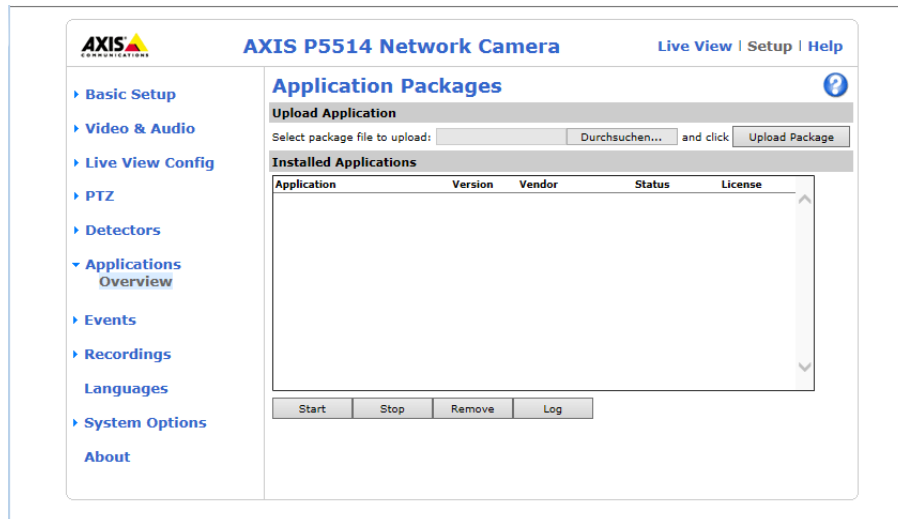 AXIS
COMMUNICATIONS
AXIS P5514 Network Camera
Live View | Setup | Help
Basic Setup
Video & Audio
Live View Config
PTZ
Detectors
Applications
Overview
Events
Recordings
Languages
System Options
About
Application Packages
Upload Application
Select package file to upload: Durchsuchen... and click Upload Package
Installed Applications
Application Version Vendor Status License
Start Stop Remove Log